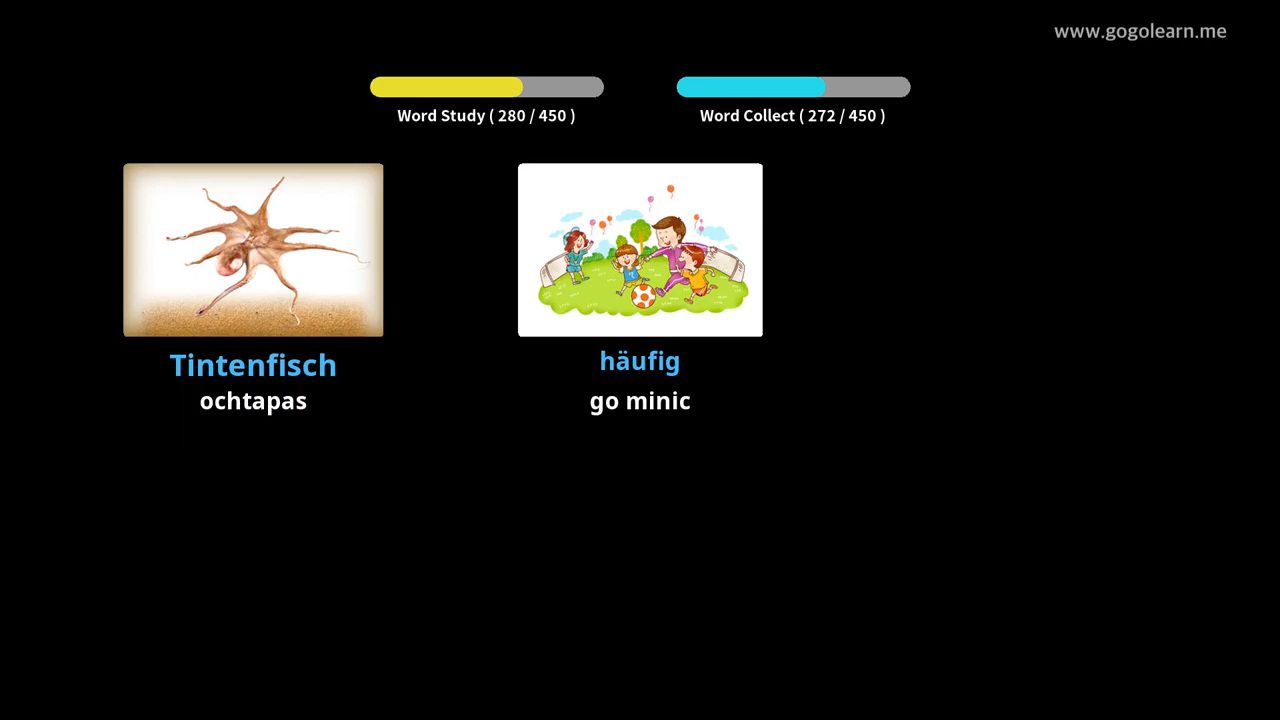 www.gogolearn.me
Word Study ( 280 / 450 )
Word Collect ( 272 / 450 )
Tintenfisch
ochtapas
häufig
go minic